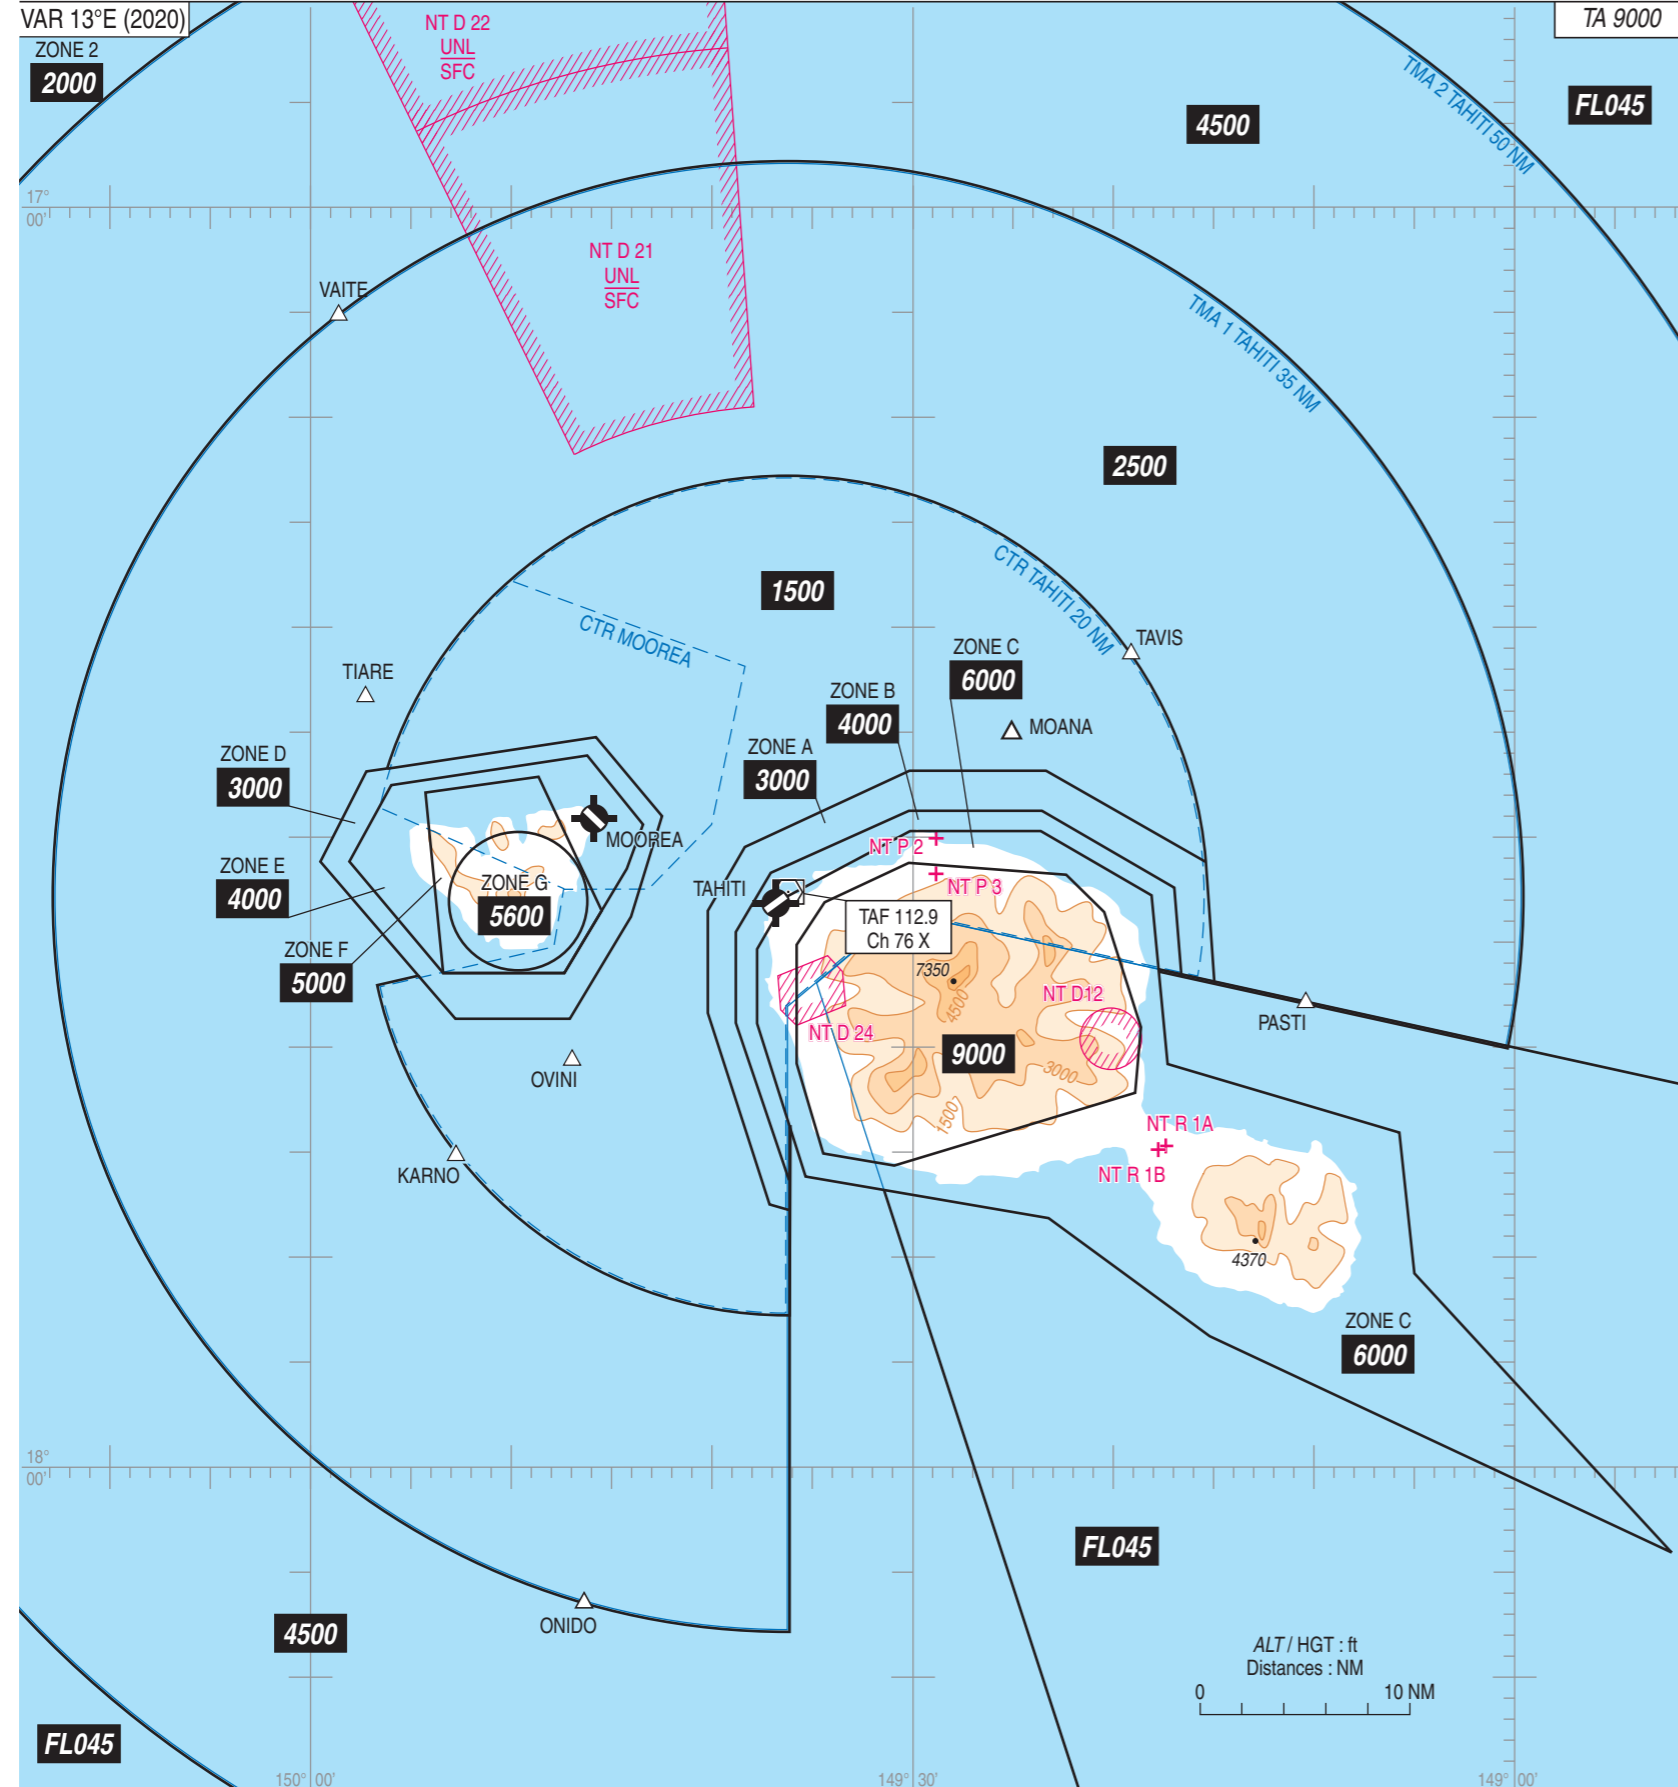 VAR 13°E (2020)
TA 9000
ZONE 2
2000
NT D 22
UNL
SFC
4500
FL045
TMA 2 TAHITI 50 NM
17°
00'
NT D 21
UNL
SFC
VAITE
TMA 1 TAHITI 35 NM
2500
1500
CTR TAHITI 20 NM
CTR MOOREA
TAVIS
ZONE C
6000
TIARE
ZONE B
4000
MOANA
ZONE A
3000
ZONE D
3000
MOOREA
NT P 2
ZONE E
4000
ZONE G
5600
TAHITI
NT P 3
TAF 112.9
Ch 76 X
ZONE F
5000
7350
4500
NT D12
PASTI
NT D 24
9000
3000
OVINI
1500
NT R 1A
KARNO
NT R 1B
4370
ZONE C
6000
18°
00'
FL045
ONIDO
4500
ALT / HGT : ft
Distances : NM
0
10 NM
FL045
150° 00'
149° 30'
149° 00'